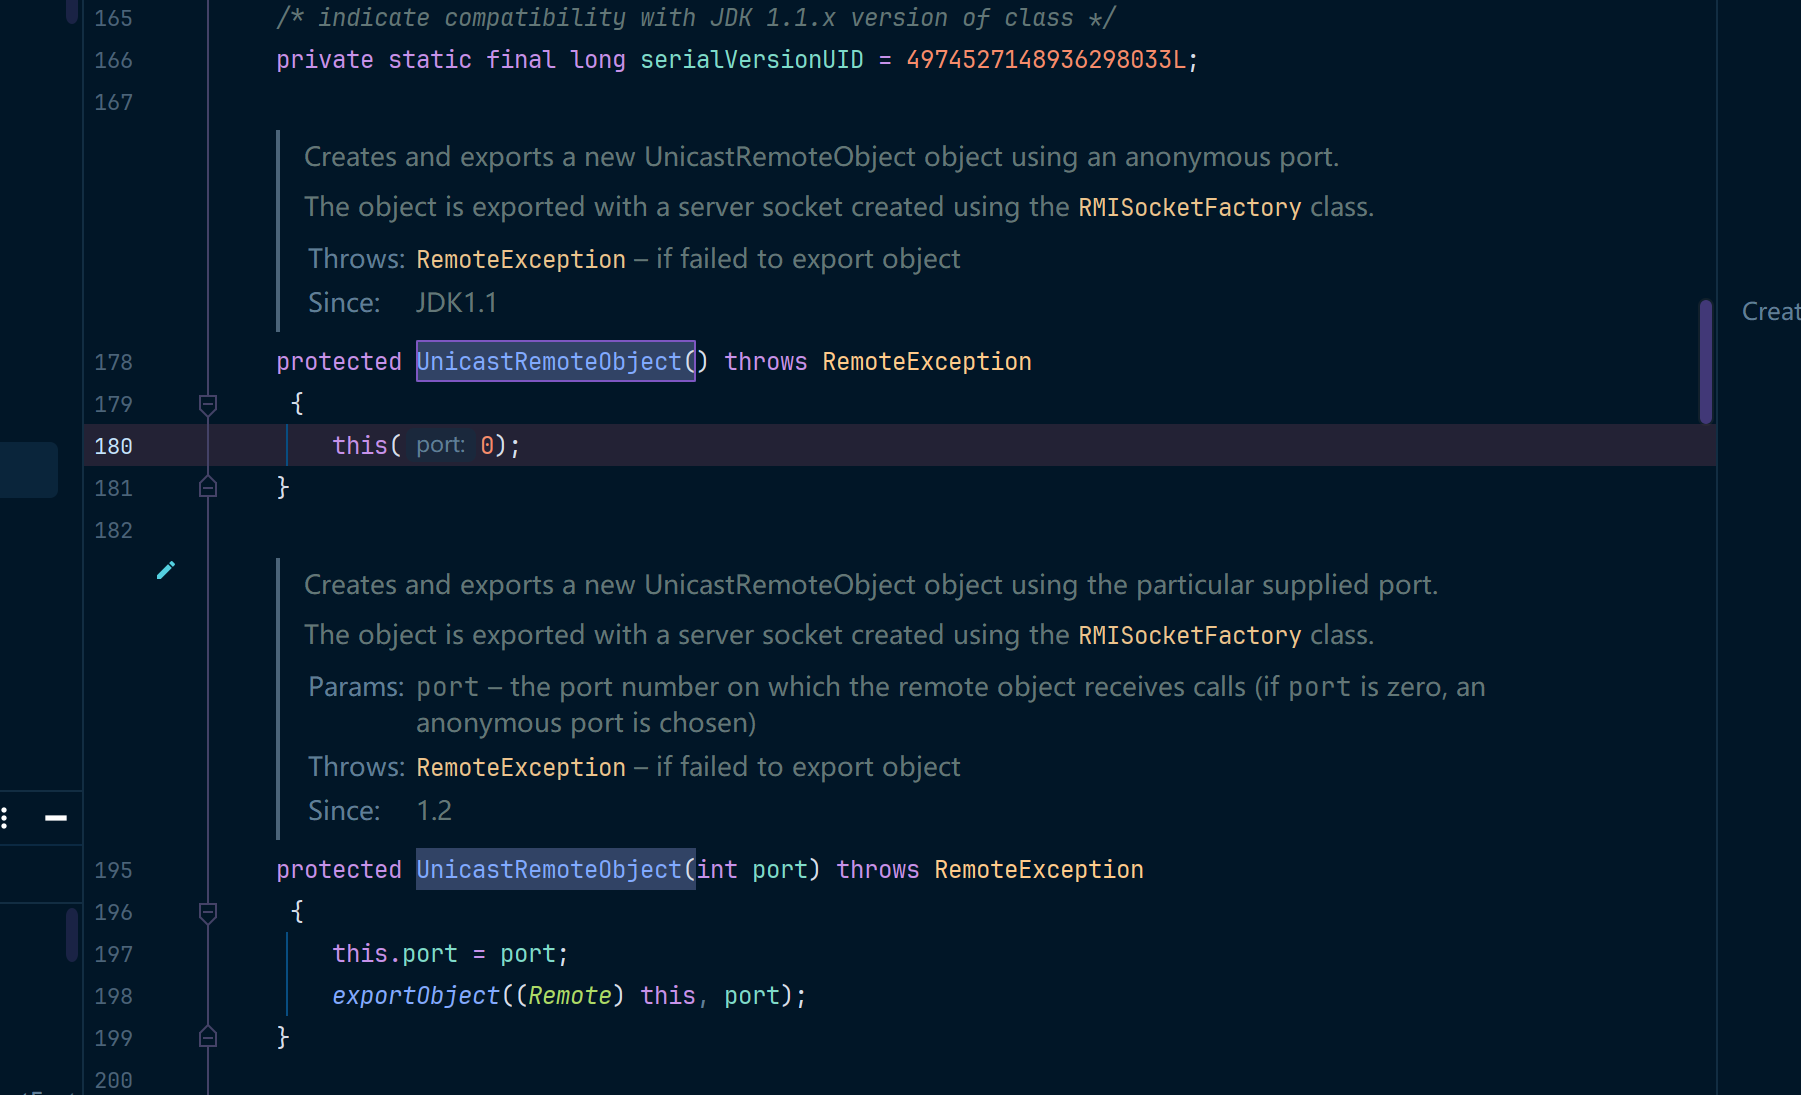 165 /* indicate compatibility with JDK 1.1.x version of class */
166 private static final long serialVersionUID = 4974527148936298033L;
167
Creates and exports a new UnicastRemoteObject object using an anonymous port.
The object is exported with a server socket created using the RMISocketFactory class.
Throws: RemoteException – if failed to export object
Since: JDK1.1
Creat
178 protected UnicastRemoteObject() throws RemoteException
179 {
180 this( port: 0);
181 }
182
Creates and exports a new UnicastRemoteObject object using the particular supplied port.
The object is exported with a server socket created using the RMISocketFactory class.
Params: port – the port number on which the remote object receives calls (if port is zero, an
anonymous port is chosen)
Throws: RemoteException – if failed to export object
Since: 1.2
195 protected UnicastRemoteObject(int port) throws RemoteException
196 {
197 this.port = port;
198 exportObject((Remote) this, port);
199 }
200